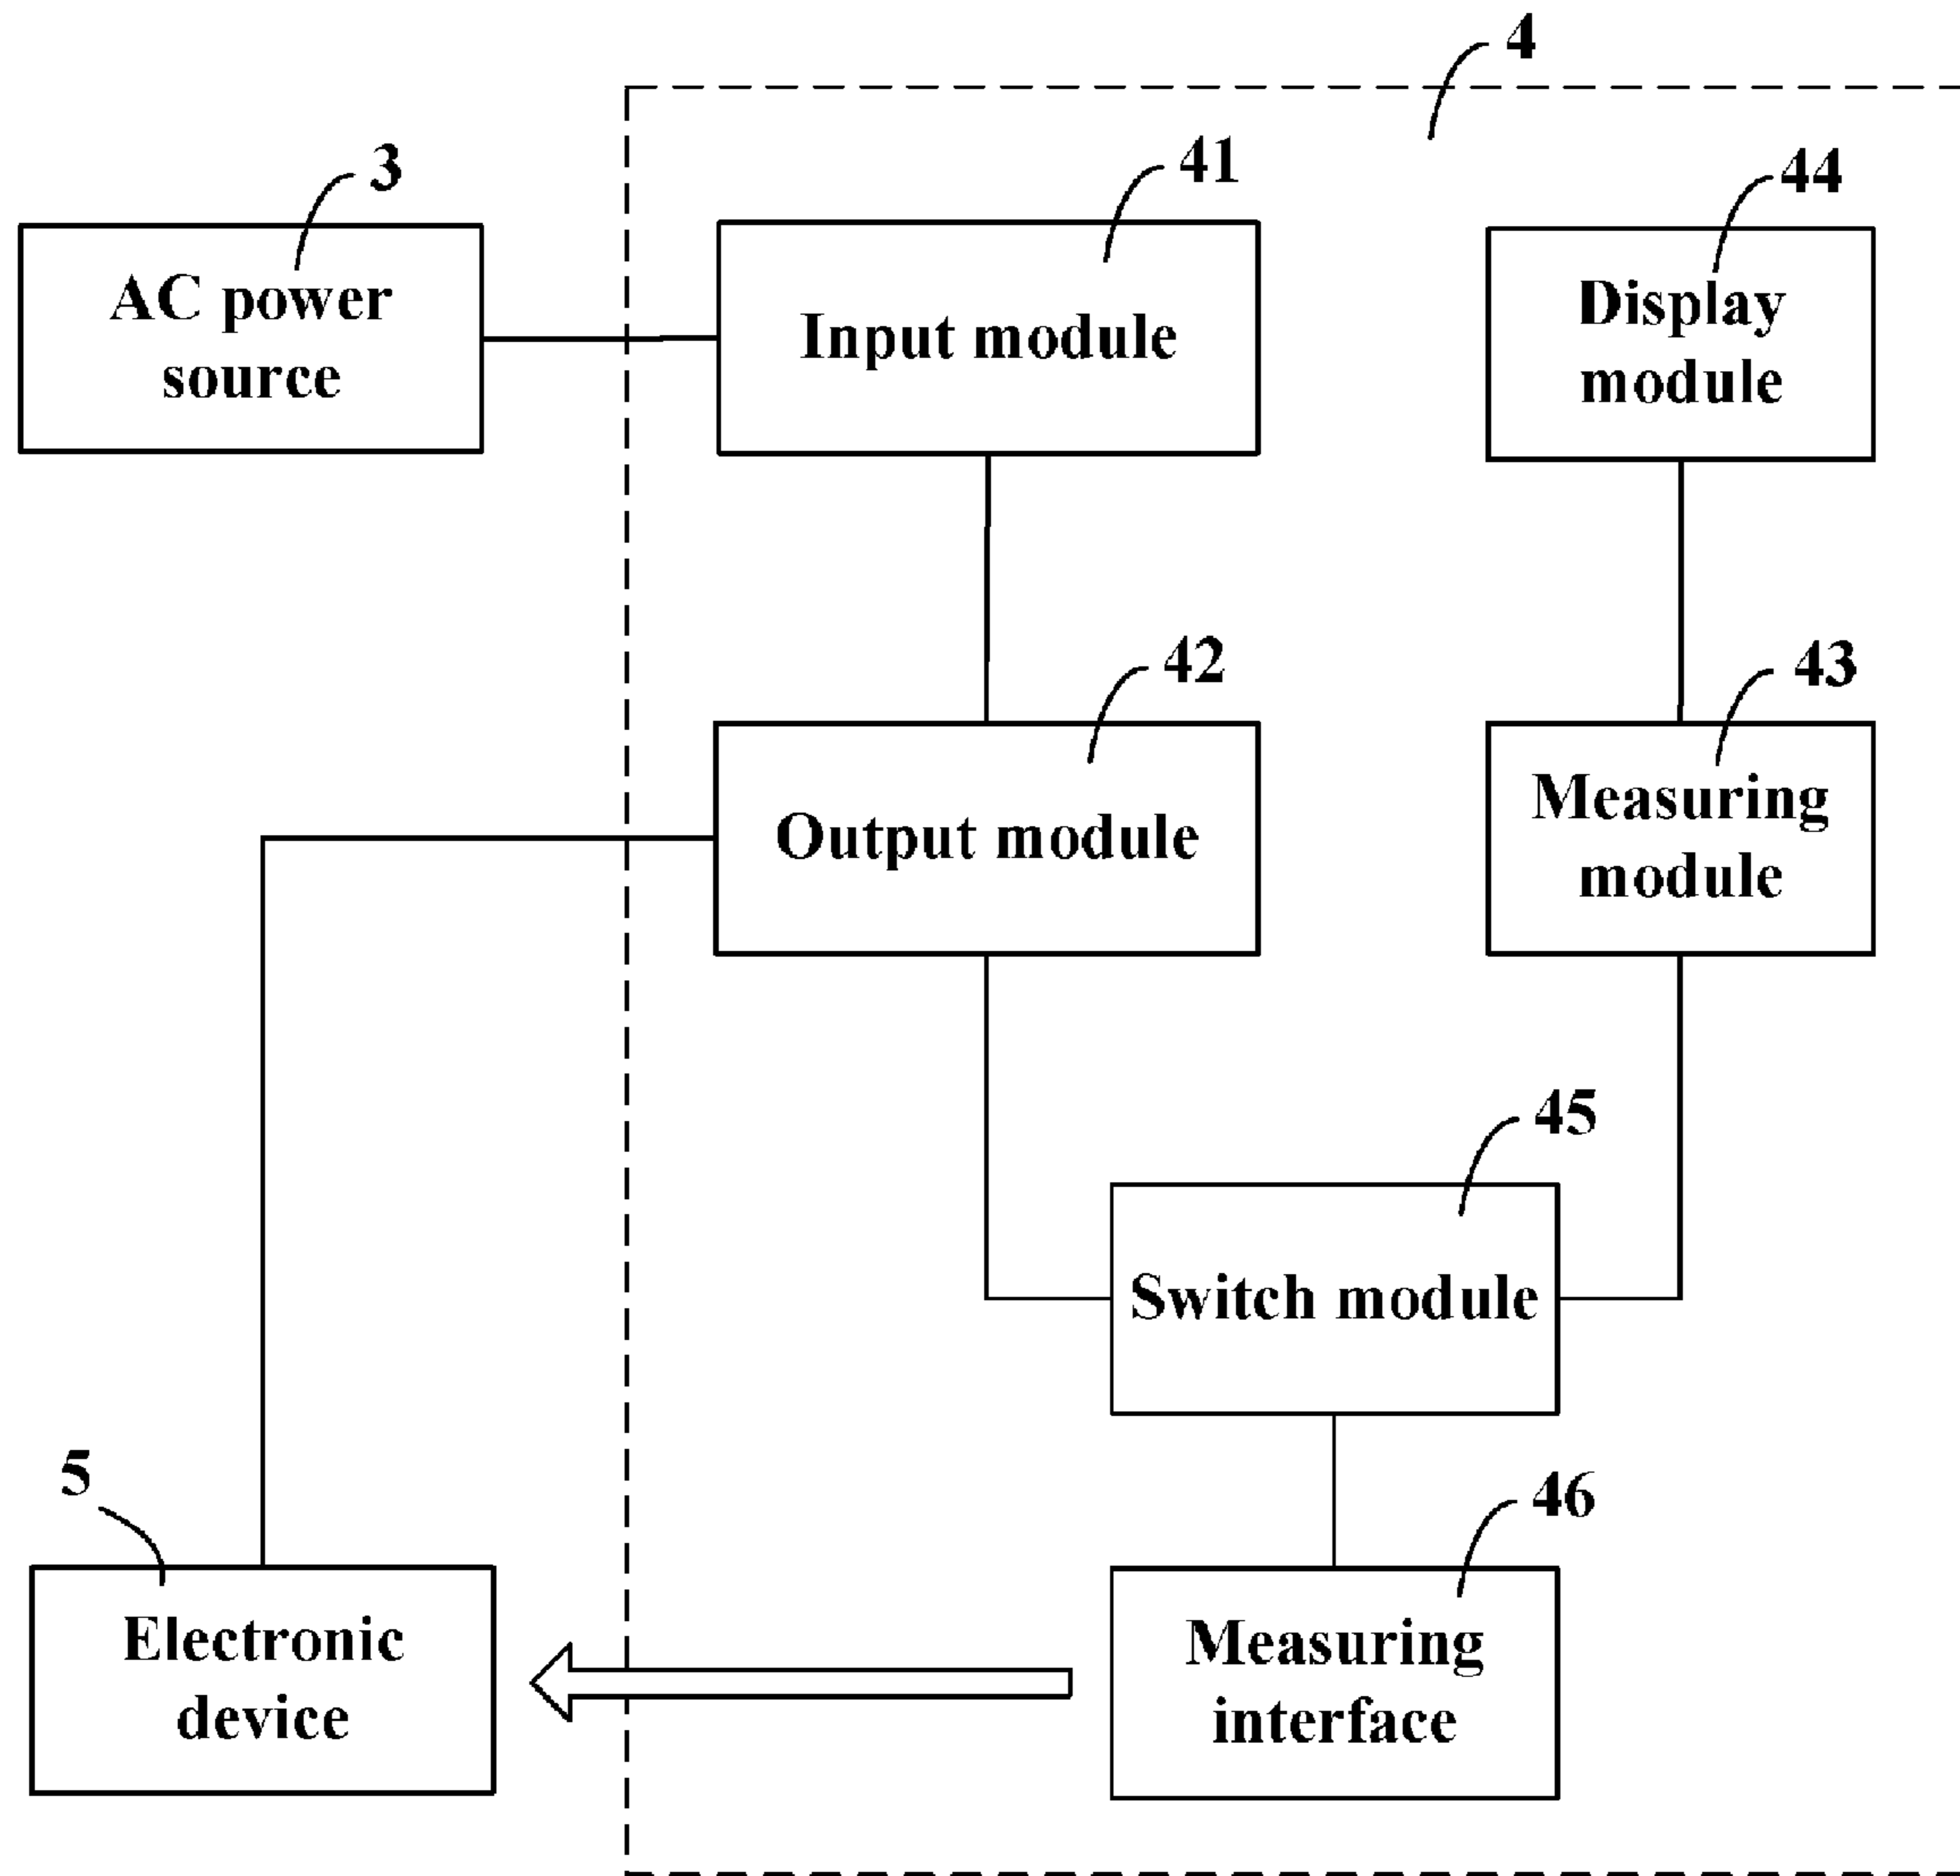 4
3
41
44
AC power
source
Input module
Display
module
42
43
Output module
Measuring
module
45
Switch module
5
46
Electronic
device
Measuring
interface